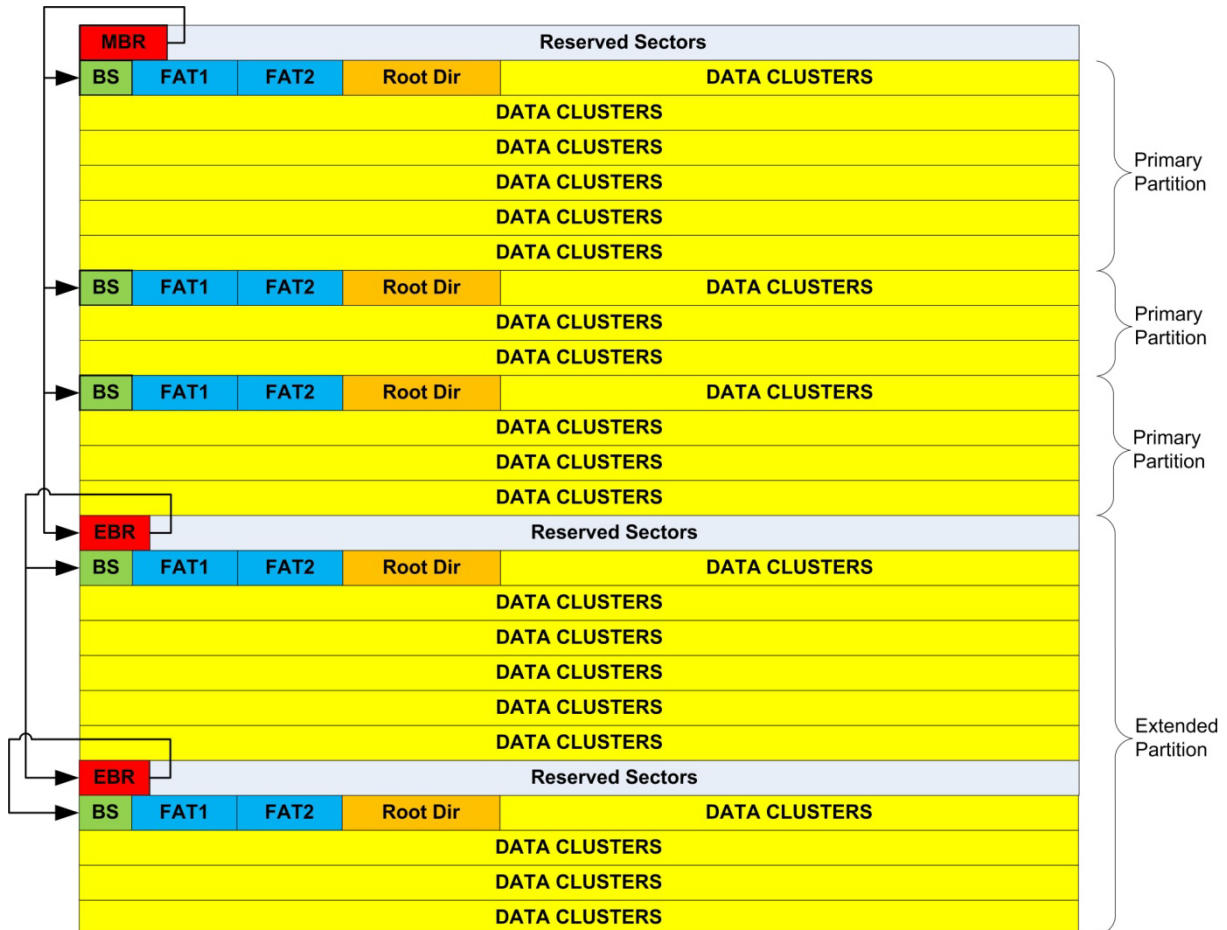 MBR Reserved Sectors
BS FAT1 FAT2 Root Dir DATA CLUSTERS
DATA CLUSTERS
DATA CLUSTERS
DATA CLUSTERS
DATA CLUSTERS
DATA CLUSTERS
Primary
Partition
BS FAT1 FAT2 Root Dir DATA CLUSTERS
DATA CLUSTERS
DATA CLUSTERS
Primary
Partition
BS FAT1 FAT2 Root Dir DATA CLUSTERS
DATA CLUSTERS
DATA CLUSTERS
DATA CLUSTERS
Primary
Partition
EBR Reserved Sectors
BS FAT1 FAT2 Root Dir DATA CLUSTERS
DATA CLUSTERS
DATA CLUSTERS
DATA CLUSTERS
DATA CLUSTERS
DATA CLUSTERS
EBR Reserved Sectors
BS FAT1 FAT2 Root Dir DATA CLUSTERS
DATA CLUSTERS
DATA CLUSTERS
DATA CLUSTERS
Extended
Partition